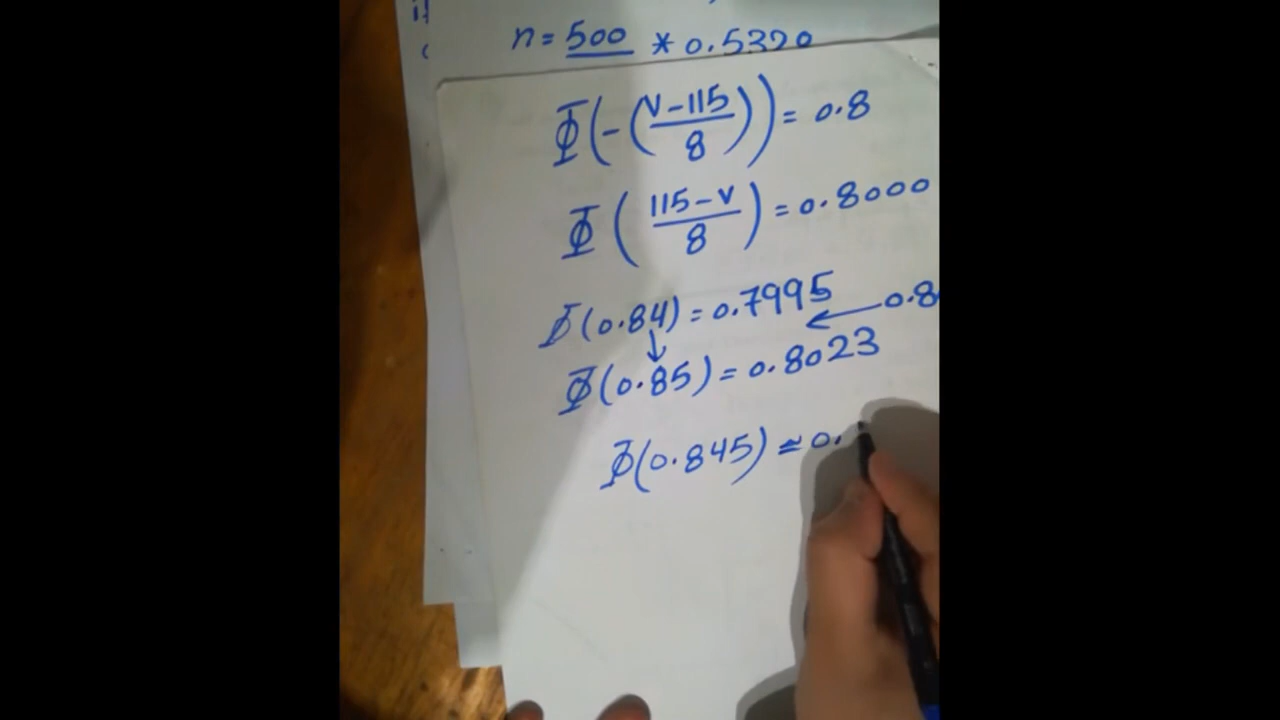 n = 500 * 0.5320
Φ(-(v-115/8)) = 0.8
Φ(115-v/8) = 0.8000
Φ(0.84) = 0.7995 ← 0.8
↓
Φ(0.85) = 0.8023
Φ(0.845) ≈ 0.